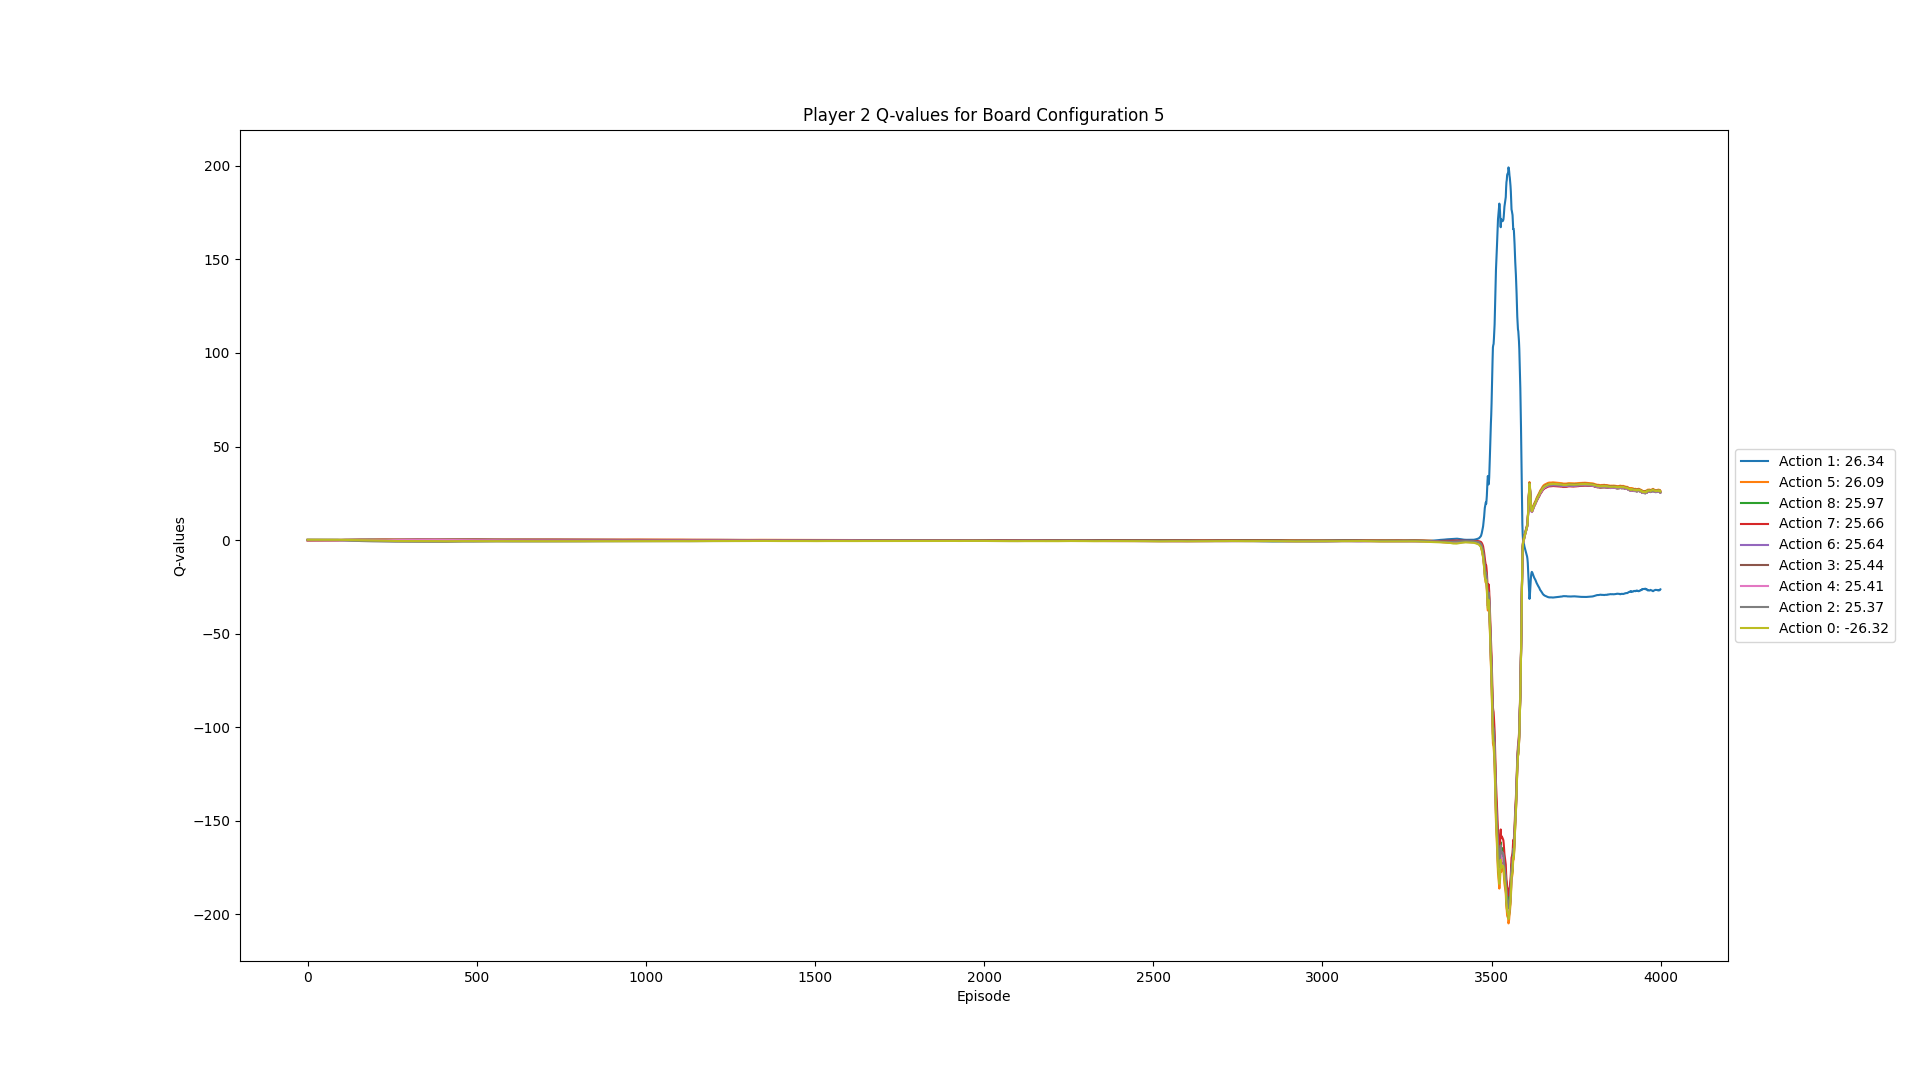 Player 2 Q-values for Board Configuration 5
200
150
100
50
0
−50
−100
−150
−200
Q-values
0
500
1000
1500
2000
2500
3000
3500
4000
Episode
Action 1: 26.34
Action 5: 26.09
Action 8: 25.97
Action 7: 25.66
Action 6: 25.64
Action 3: 25.44
Action 4: 25.41
Action 2: 25.37
Action 0: -26.32